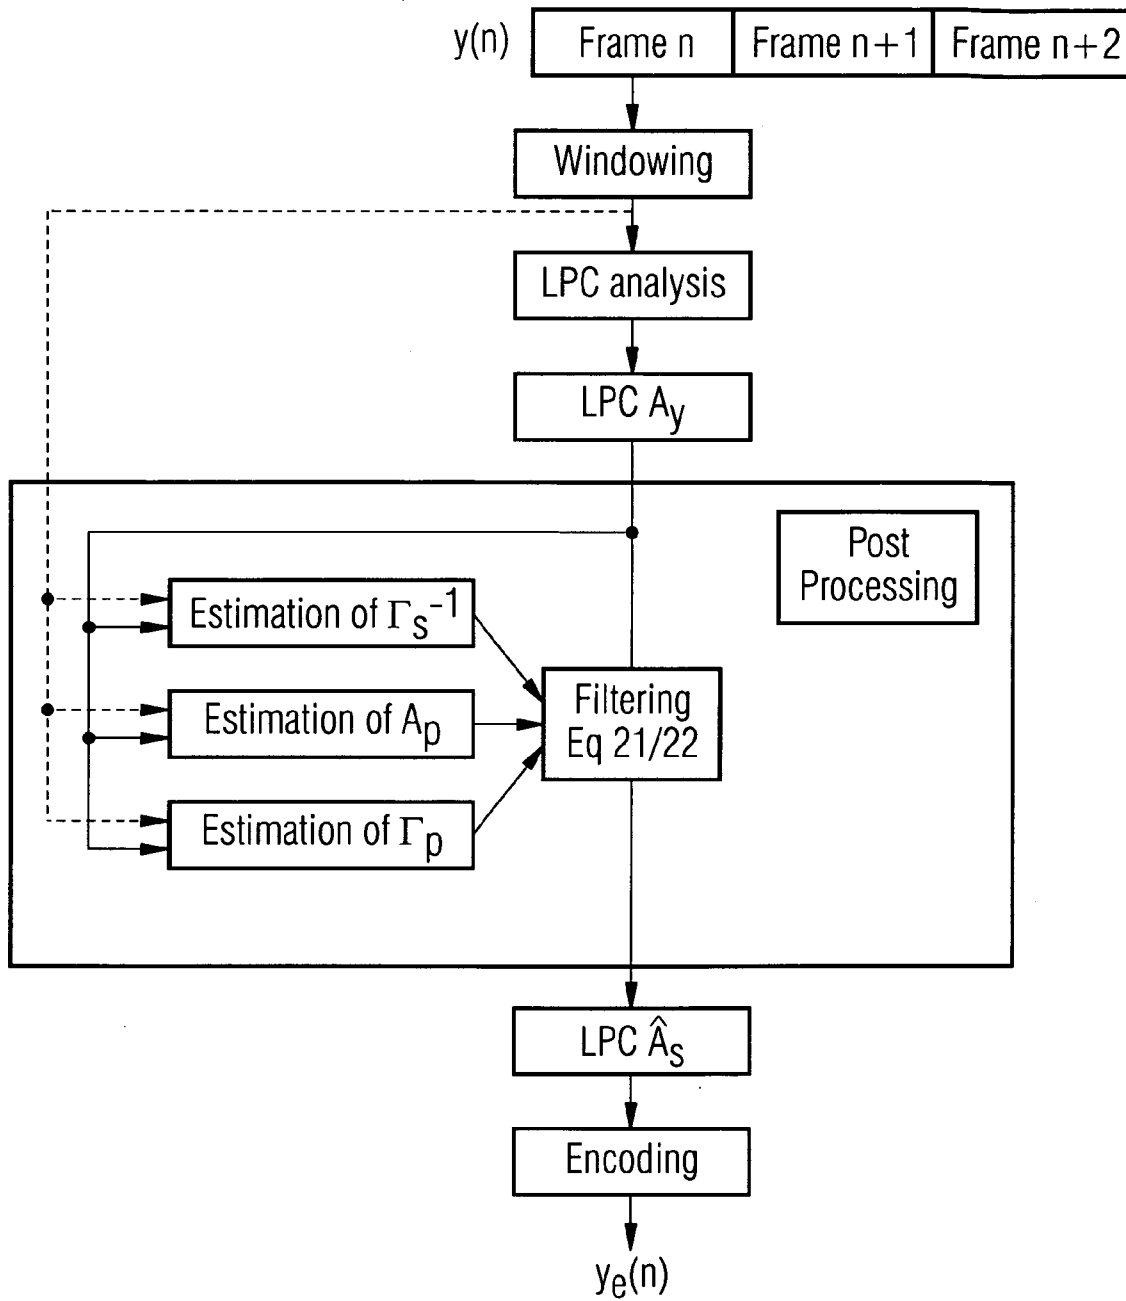 y(n) Frame n Frame n+1 Frame n+2
Windowing
LPC analysis
LPC Ay
Post
Processing
Estimation of Γs⁻¹
Estimation of Ap
Estimation of Γp
Filtering
Eq 21/22
LPC Âs
Encoding
ye(n)